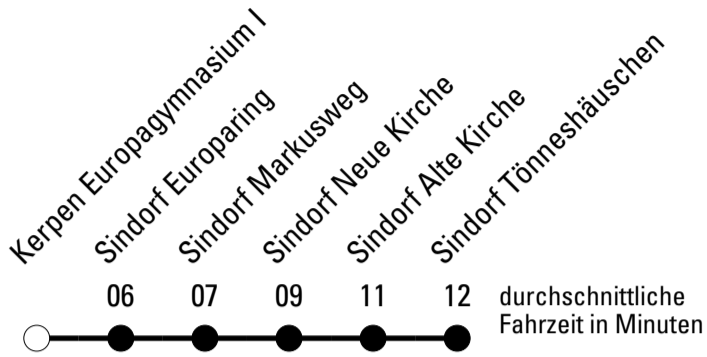 Kerpen Europagymnasium I
Sindorf Europaring
Sindorf Markusweg
Sindorf Neue Kirche
Sindorf Alte Kirche
Sindorf Tönneshäuschen
06 07 09 11 12
durchschnittliche
Fahrzeit in Minuten